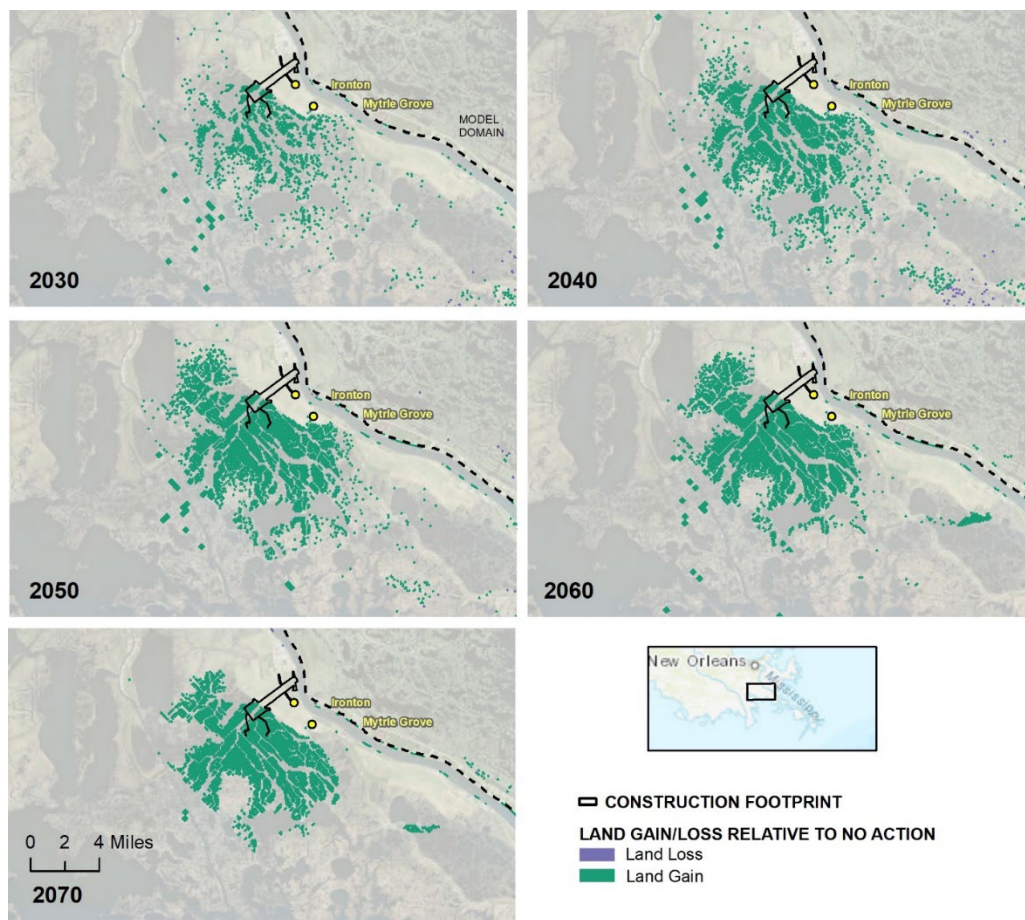 Ironton
Mytrle Grove
MODEL
DOMAIN
2030
Ironton
Mytrle Grove
2040
Ironton
Mytrle Grove
2050
Ironton
Mytrle Grove
2060
Ironton
Mytrle Grove
0 2 4 Miles
2070
New Orleans
Mississippi
CONSTRUCTION FOOTPRINT
LAND GAIN/LOSS RELATIVE TO NO ACTION
Land Loss
Land Gain